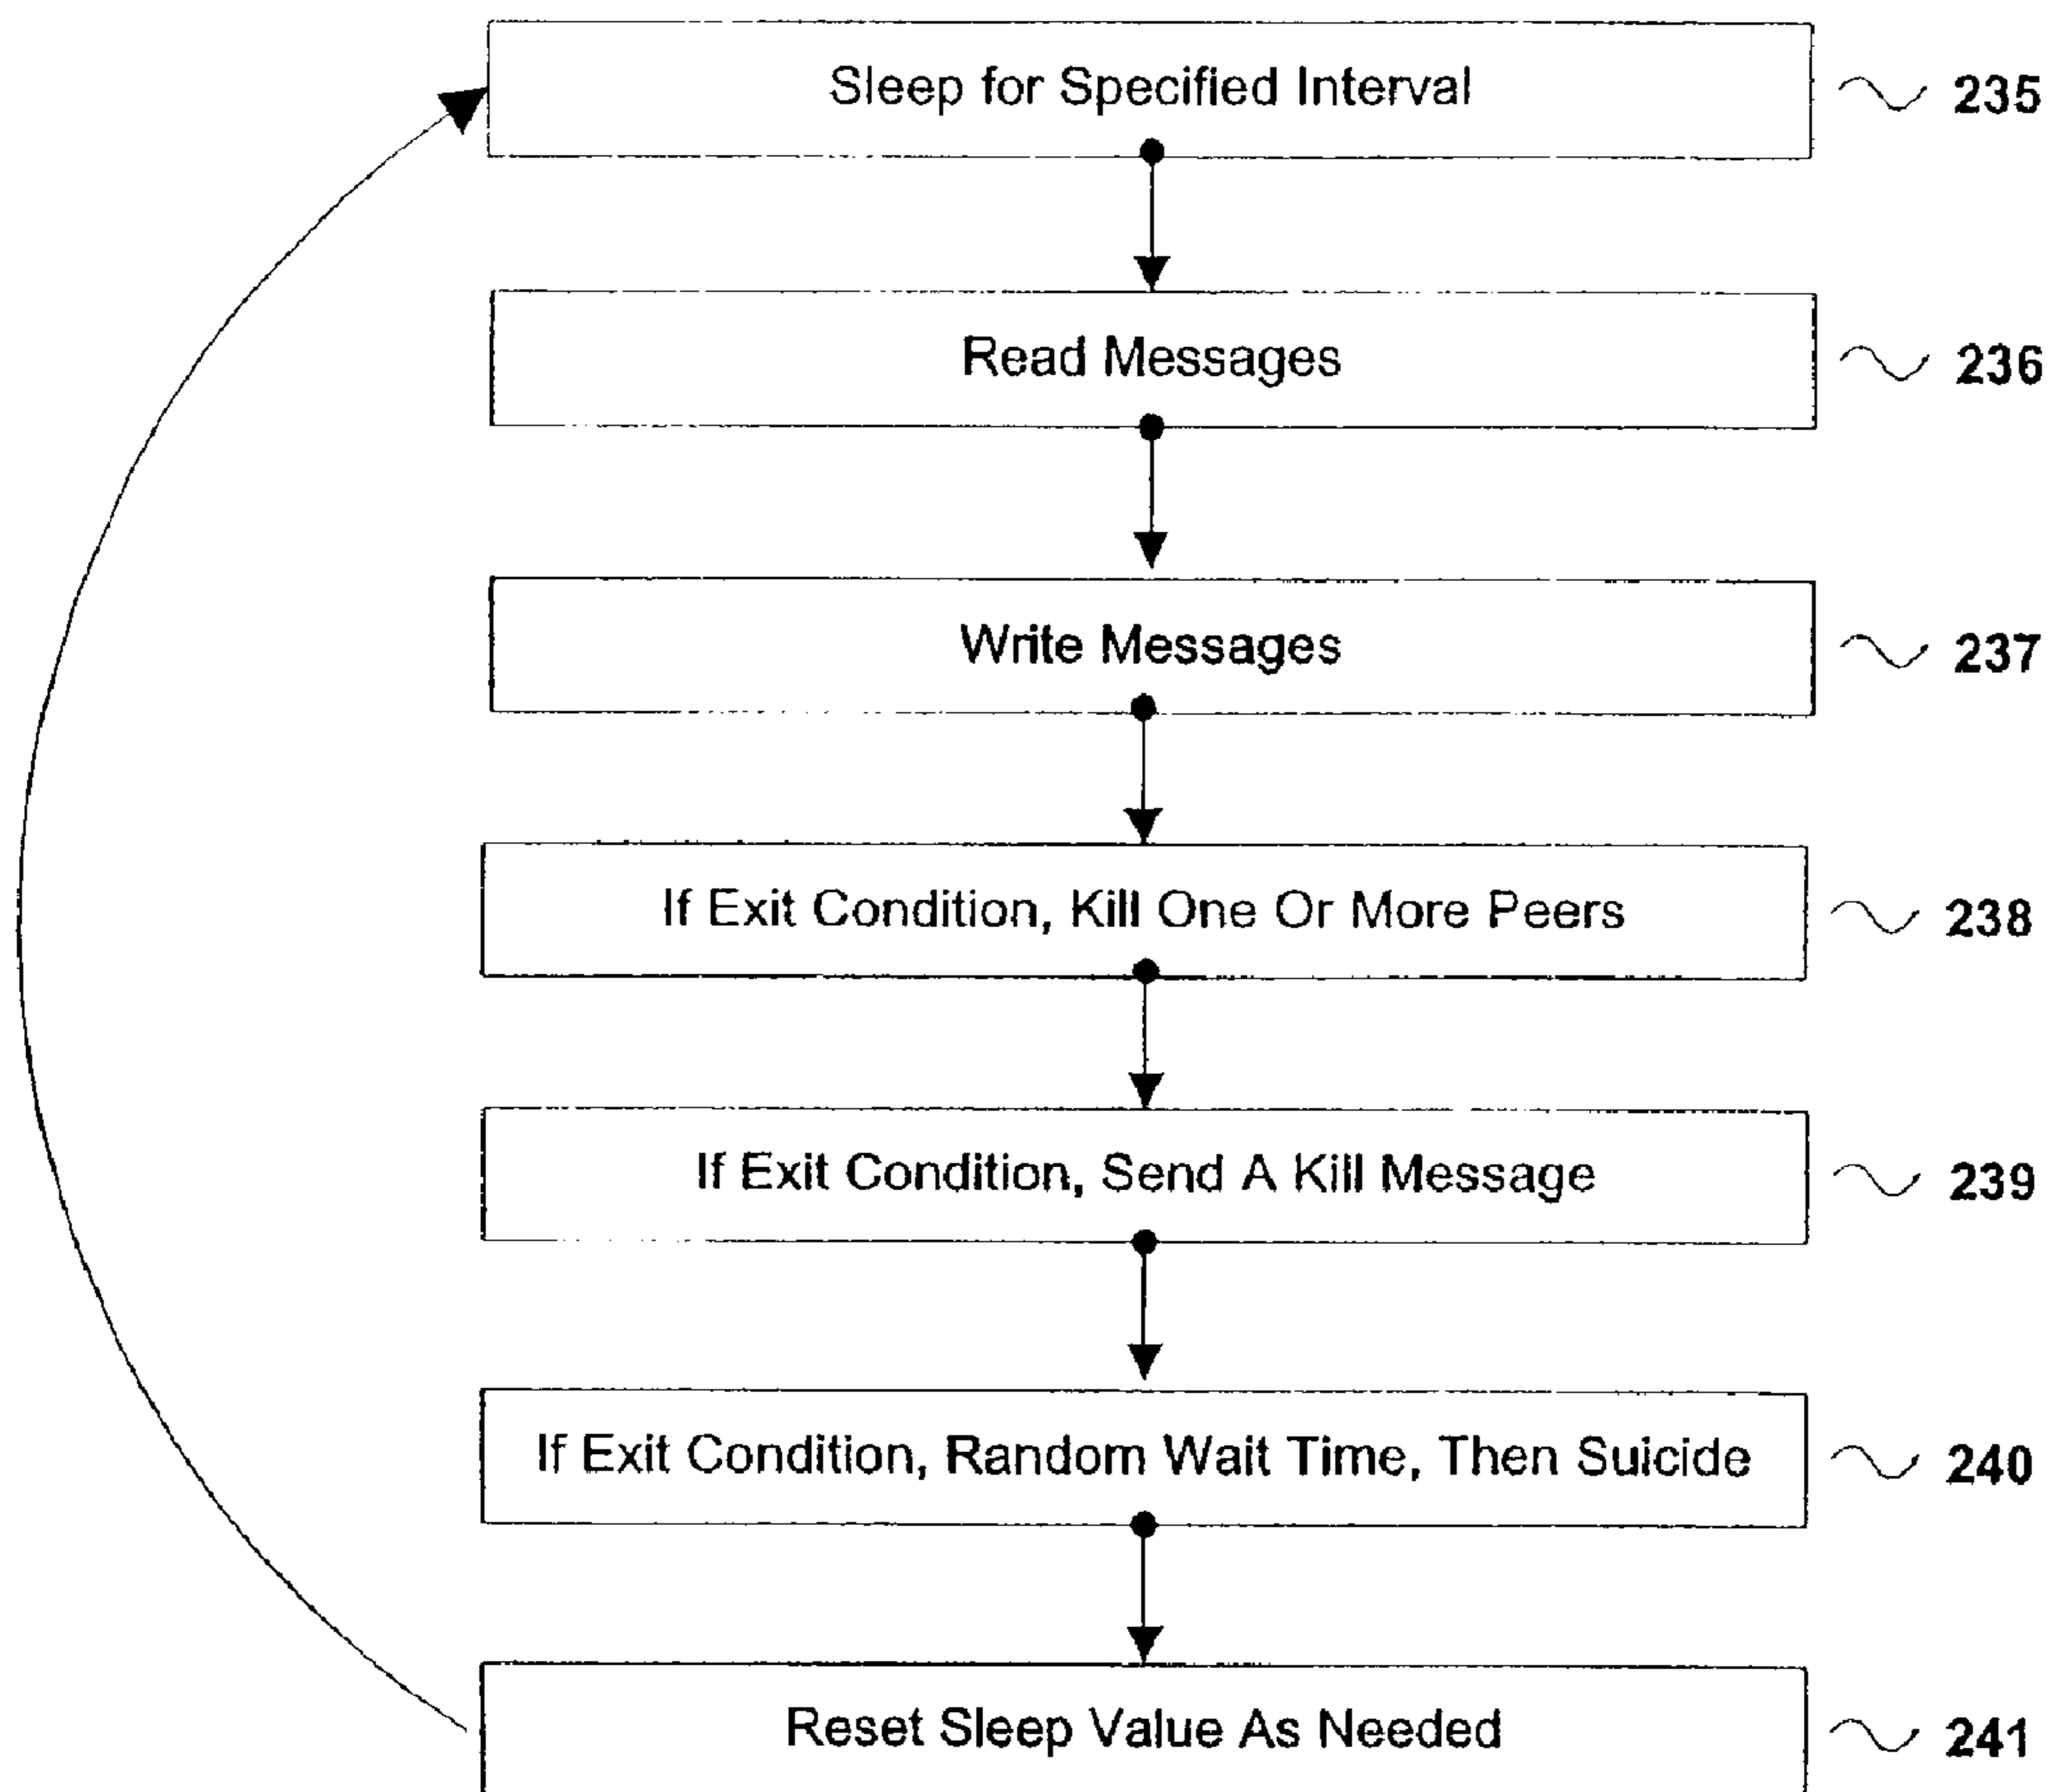 Sleep for Specified Interval 235
Read Messages 236
Write Messages 237
If Exit Condition, Kill One Or More Peers 238
If Exit Condition, Send A Kill Message 239
If Exit Condition, Random Wait Time, Then Suicide 240
Reset Sleep Value As Needed 241